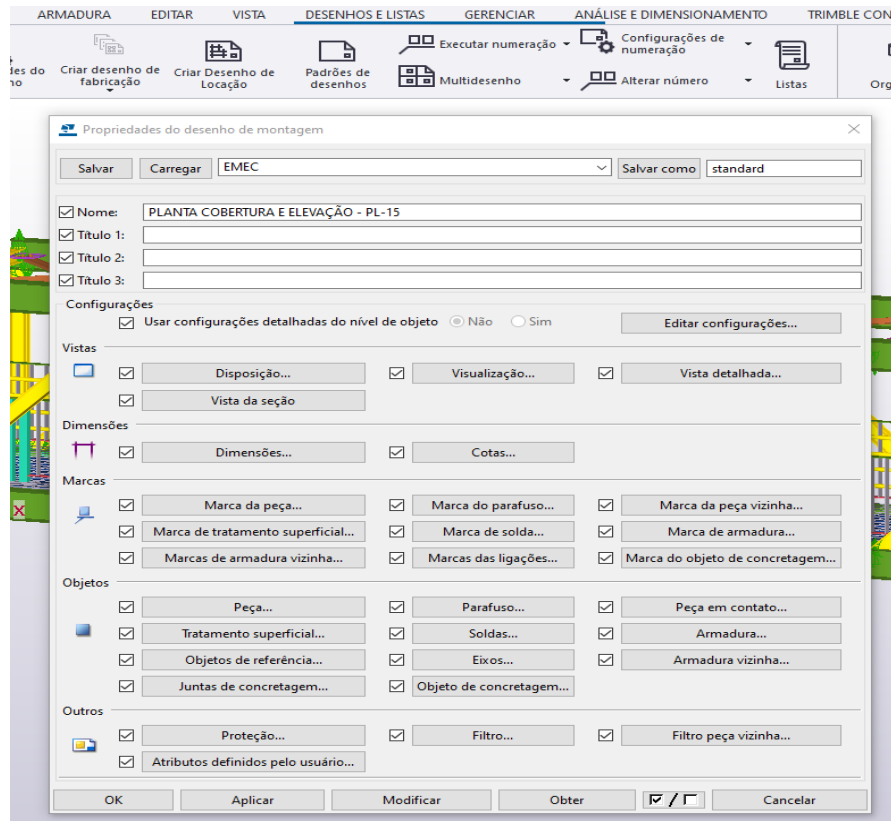 ARMADURA EDITAR VISTA DESENHOS E LISTAS GERENCIAR ANÁLISE E DIMENSIONAMENTO TRIMBLE CON
des do
no
Criar desenho de
fabricação
Criar Desenho de
Locação
Padrões de
desenhos
Executar numeração
Multidesenho
Configurações de
numeração
Alterar número
Listas
Org
Propriedades do desenho de montagem
Salvar Carregar EMEC Salvar como standard
Nome: PLANTA COBERTURA E ELEVAÇÃO - PL-15
Título 1:
Título 2:
Título 3:
Configurações
Usar configurações detalhadas do nível de objeto Não Sim Editar configurações...
Vistas
Disposição... Visualização... Vista detalhada...
Vista da seção
Dimensões
Dimensões... Cotas...
Marcas
Marca da peça... Marca do parafuso... Marca da peça vizinha...
Marca de tratamento superficial... Marca de solda... Marca de armadura...
Marcas de armadura vizinha... Marcas das ligações... Marca do objeto de concretagem...
Objetos
Peça... Parafuso... Peça em contato...
Tratamento superficial... Soldas... Armadura...
Objetos de referência... Eixos... Armadura vizinha...
Juntas de concretagem... Objeto de concretagem...
Outros
Proteção... Filtro... Filtro peça vizinha...
Atributos definidos pelo usuário...
OK Aplicar Modificar Obter / Cancelar